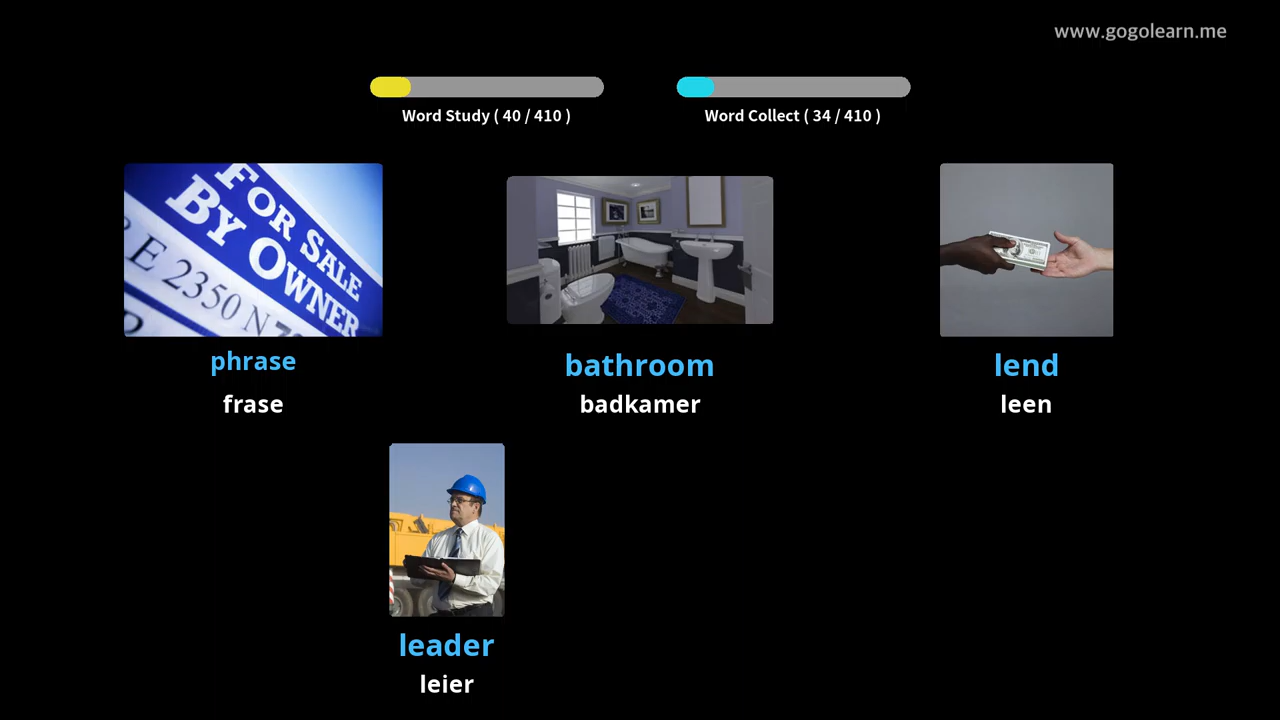 www.gogolearn.me
Word Study ( 40 / 410 )
Word Collect ( 34 / 410 )
FOR SALE
BY OWNER
E 2350 N
phrase
frase
bathroom
badkamer
lend
leen
leader
leier